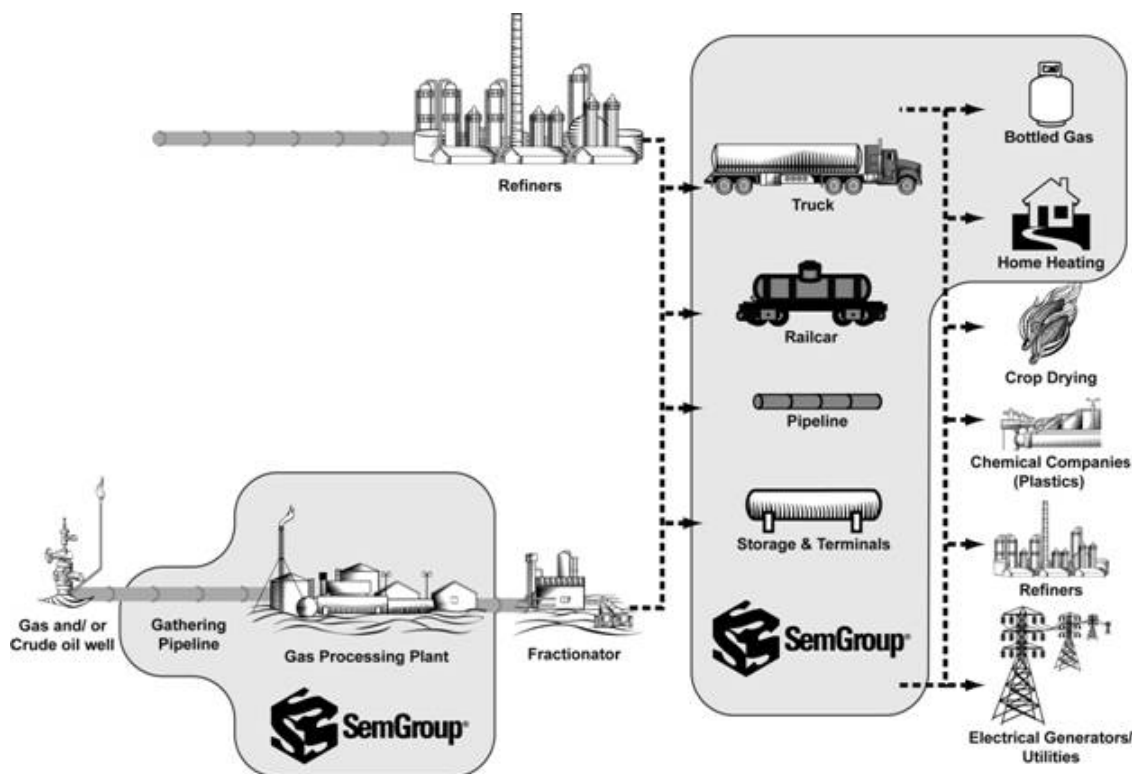 Refiners
Truck
Railcar
Pipeline
Storage & Terminals
SemGroup®
Bottled Gas
Home Heating
Crop Drying
Chemical Companies
(Plastics)
Refiners
Electrical Generators/
Utilities
Gas and/ or
Crude oil well
Gathering
Pipeline
Gas Processing Plant
Fractionator
SemGroup®